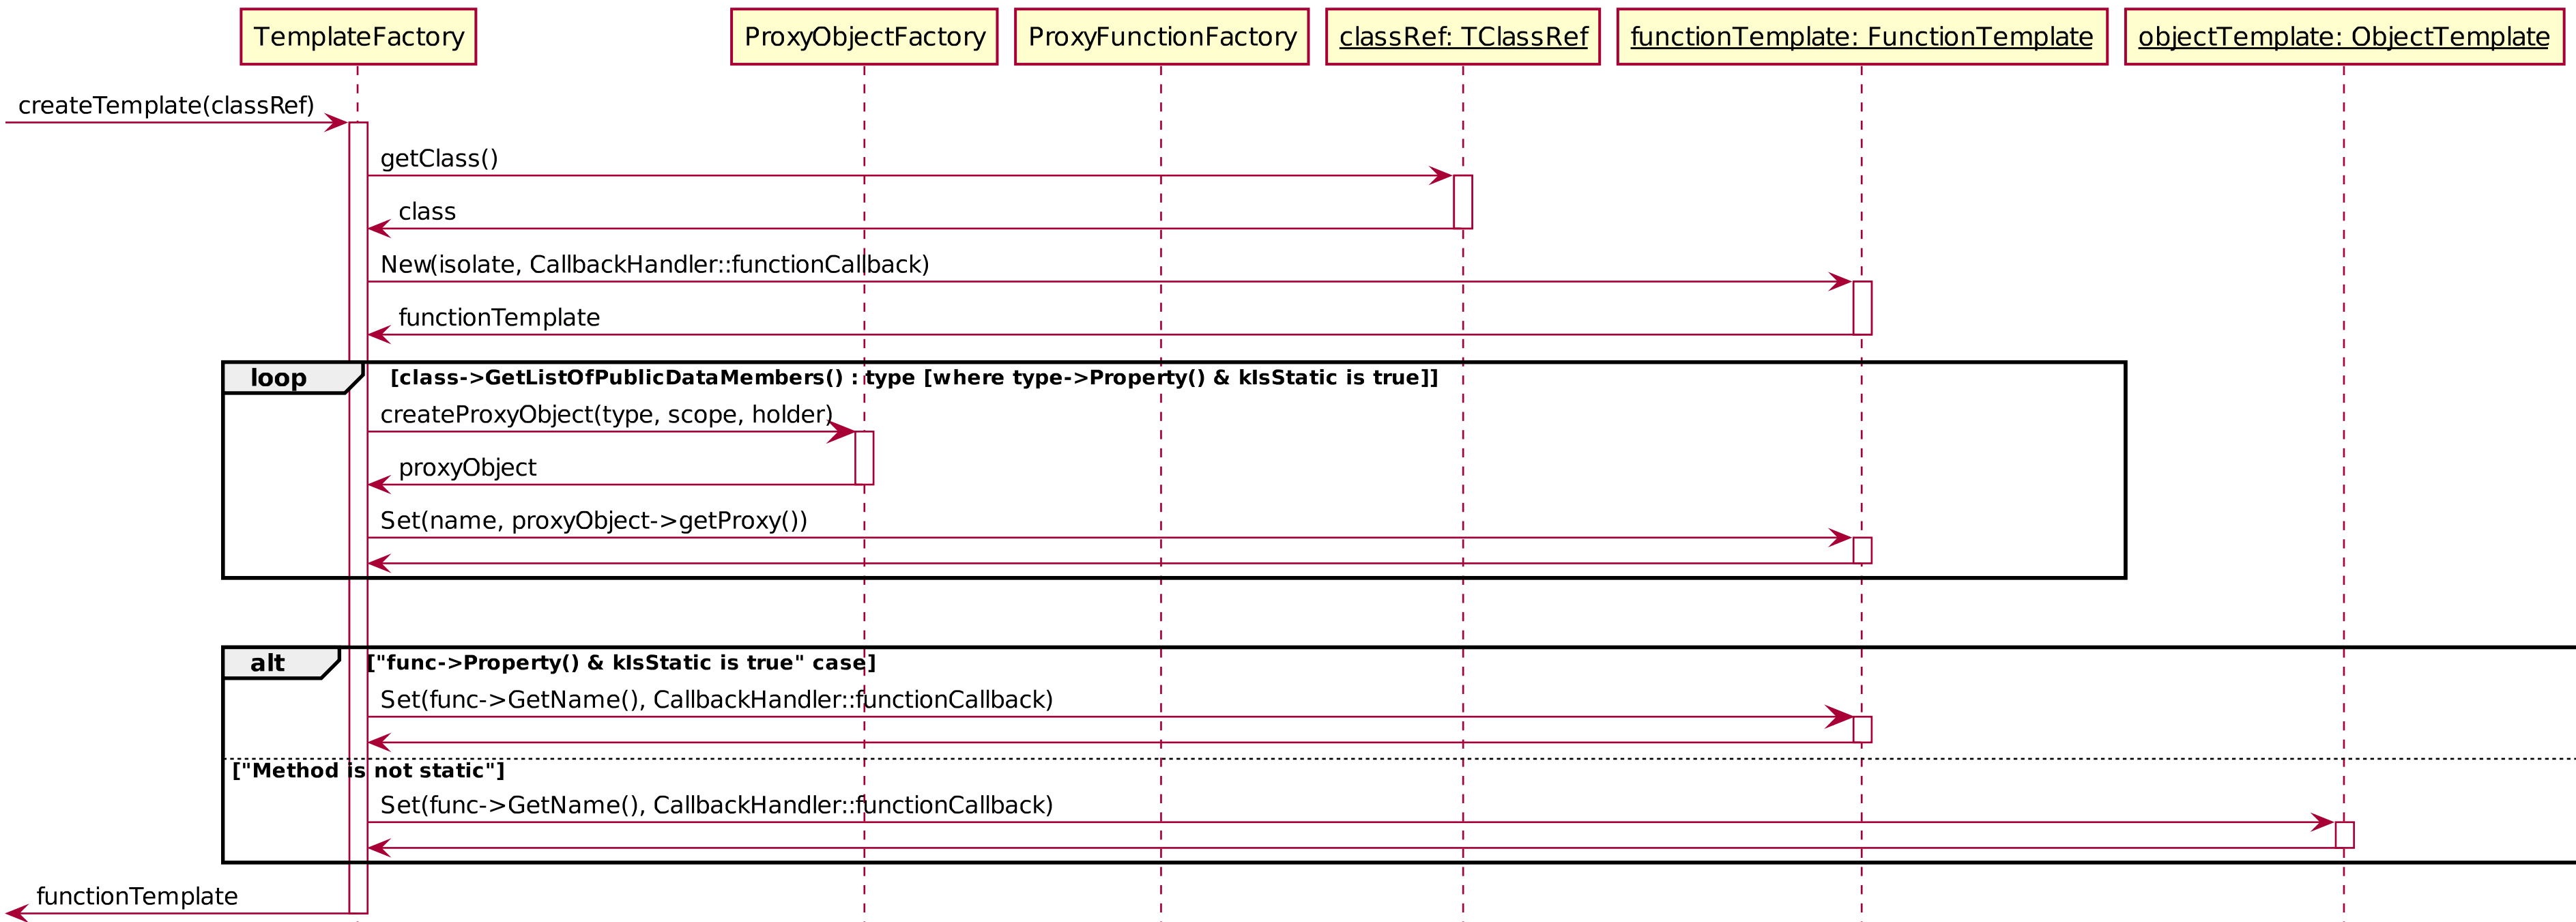 TemplateFactory
ProxyObjectFactory
ProxyFunctionFactory
classRef: TClassRef
functionTemplate: FunctionTemplate
objectTemplate: ObjectTemplate
createTemplate(classRef)
getClass()
class
New(isolate, CallbackHandler::functionCallback)
functionTemplate
loop
[class->GetListOfPublicDataMembers() : type [where type->Property() & kIsStatic is true]]
createProxyObject(type, scope, holder)
proxyObject
Set(name, proxyObject->getProxy())
alt
["func->Property() & kIsStatic is true" case]
Set(func->GetName(), CallbackHandler::functionCallback)
["Method is not static"]
Set(func->GetName(), CallbackHandler::functionCallback)
functionTemplate